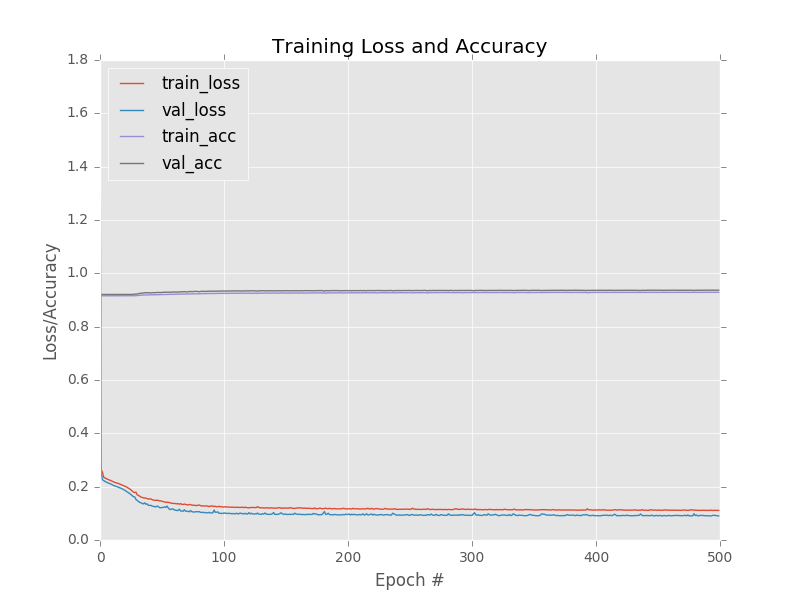 Training Loss and Accuracy
1.8
1.6
1.4
1.2
1.0
0.8
0.6
0.4
0.2
0.0
Loss/Accuracy
train_loss
val_loss
train_acc
val_acc
0 100 200 300 400 500
Epoch #